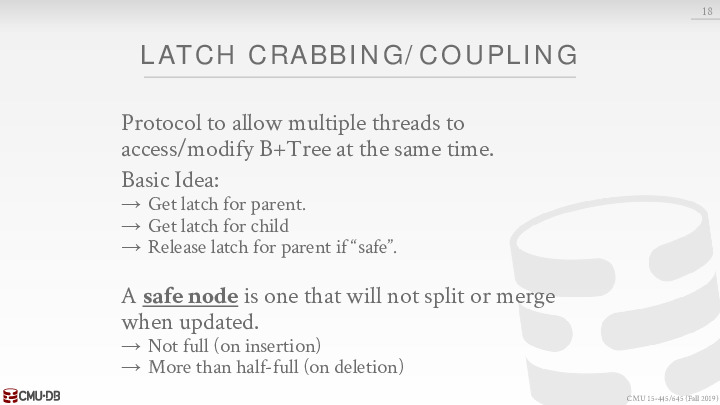 18
LATCH CRABBING/COUPLING
Protocol to allow multiple threads to
access/modify B+Tree at the same time.
Basic Idea:
→ Get latch for parent.
→ Get latch for child
→ Release latch for parent if “safe”.
A safe node is one that will not split or merge
when updated.
→ Not full (on insertion)
→ More than half-full (on deletion)
CMU·DB
CMU 15-445/645 (Fall 2019)